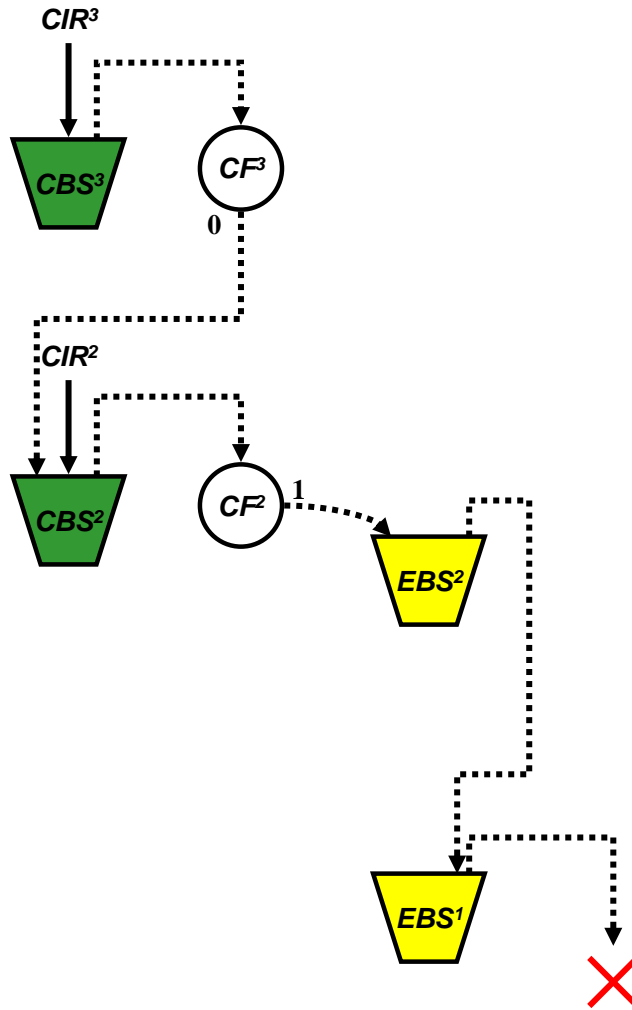 CIR³
CBS³
CF³
0
CIR²
CBS²
CF²
1
EBS²
EBS¹